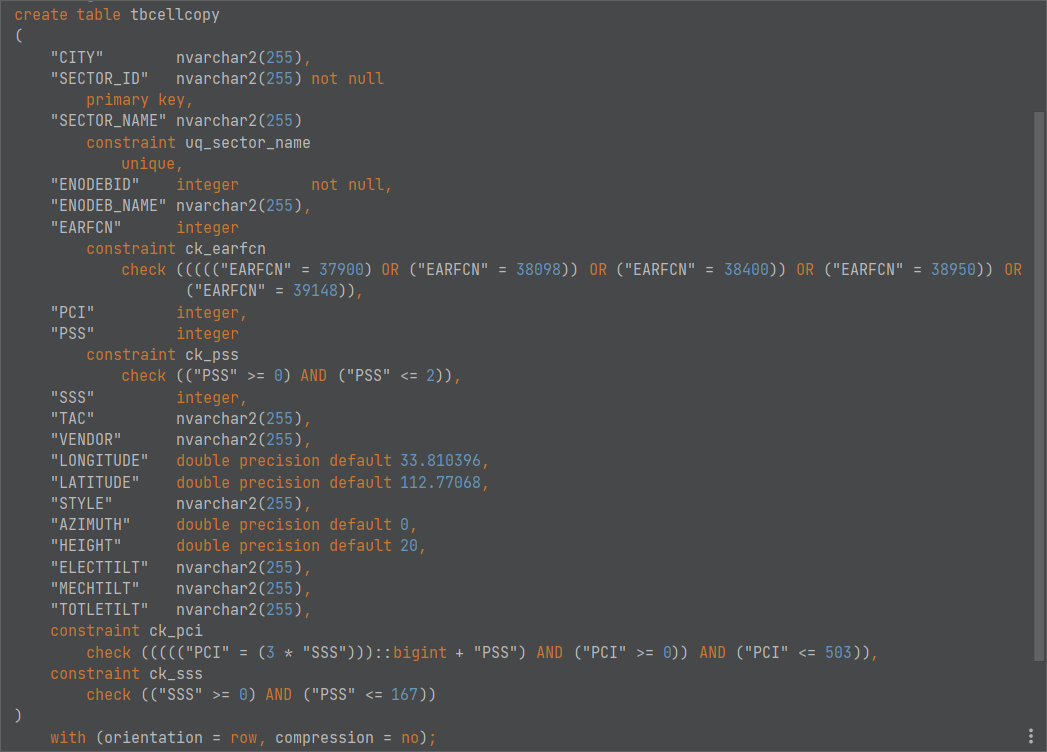 create table tbcellcopy
(
    "CITY"        nvarchar2(255),
    "SECTOR_ID"   nvarchar2(255) not null
        primary key,
    "SECTOR_NAME" nvarchar2(255)
        constraint uq_sector_name
            unique,
    "ENODEBID"    integer        not null,
    "ENODEB_NAME" nvarchar2(255),
    "EARFCN"      integer
        constraint ck_earfcn
            check ((((("EARFCN" = 37900) OR ("EARFCN" = 38098)) OR ("EARFCN" = 38400)) OR ("EARFCN" = 38950)) OR
                   ("EARFCN" = 39148)),
    "PCI"         integer,
    "PSS"         integer
        constraint ck_pss
            check (("PSS" >= 0) AND ("PSS" <= 2)),
    "SSS"         integer,
    "TAC"         nvarchar2(255),
    "VENDOR"      nvarchar2(255),
    "LONGITUDE"   double precision default 33.810396,
    "LATITUDE"    double precision default 112.77068,
    "STYLE"       nvarchar2(255),
    "AZIMUTH"     double precision default 0,
    "HEIGHT"      double precision default 20,
    "ELECTTILT"   nvarchar2(255),
    "MECHTILT"    nvarchar2(255),
    "TOTLETILT"   nvarchar2(255),
    constraint ck_pci
        check ((((("PCI" = (3 * "SSS")))::bigint + "PSS") AND ("PCI" >= 0)) AND ("PCI" <= 503)),
    constraint ck_sss
        check (("SSS" >= 0) AND ("PSS" <= 167))
)
    with (orientation = row, compression = no);